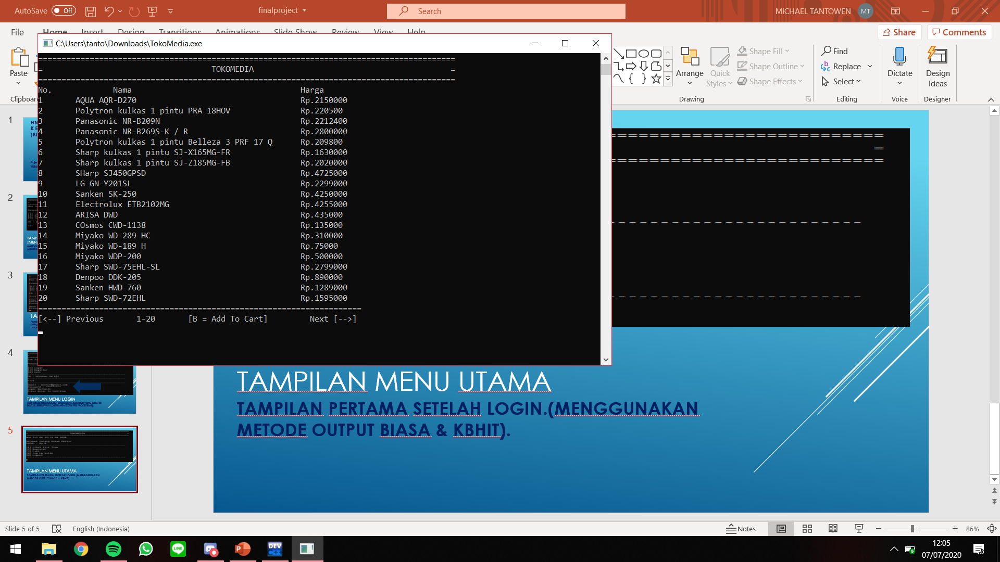 AutoSave Off
finalproject
Search
MICHAEL TANTOWEN MT
File Home Insert Design Transitions Animations Slide Show Review View Help
Share Comments
C:\Users\tanto\Downloads\TokoMedia.exe
Paste
Clipboar
Arrange
Quick
Styles
Shape Fill
Shape Outline
Shape Effects
Drawing
Find
Replace
Select
Editing
Dictate
Voice
Design
Ideas
Designer
=========================================================================================
= TOKOMEDIA =
=========================================================================================
No. Nama Harga
1 AQUA AQR-D270 Rp.2150000
2 Polytron kulkas 1 pintu PRA 18HOV Rp.220500
3 Panasonic NR-B209N Rp.2212400
4 Panasonic NR-B269S-K / R Rp.2800000
5 Polytron kulkas 1 pintu Belleza 3 PRF 17 Q Rp.209800
6 Sharp kulkas 1 pintu SJ-X165MG-FR Rp.1630000
7 Sharp kulkas 1 pintu SJ-Z185MG-FB Rp.2020000
8 SHarp SJ450GPSD Rp.4725000
9 LG GN-Y201SL Rp.2299000
10 Sanken SK-250 Rp.4250000
11 Electrolux ETB2102MG Rp.4255000
12 ARISA DWD Rp.435000
13 COsmos CWD-1138 Rp.135000
14 Miyako WD-289 HC Rp.310000
15 Miyako WD-189 H Rp.75000
16 Miyako WDP-200 Rp.500000
17 Sharp SWD-75EHL-SL Rp.2799000
18 Denpoo DDK-205 Rp.890000
19 Sanken HWD-760 Rp.1289000
20 Sharp SWD-72EHL Rp.1595000
=====================================================================
[<--] Previous 1-20 [B = Add To Cart] Next [-->]
1
2
3
4
TAMPILAN MENU LOGIN
5
TAMPILAN MENU UTAMA
TAMPILAN PERTAMA SETELAH LOGIN.(MENGGUNAKAN
METODE OUTPUT BIASA & KBHIT).
TAMPILAN MENU UTAMA
TAMPILAN PERTAMA SETELAH LOGIN.(MENGGUNAKAN
METODE OUTPUT BIASA & KBHIT).
Slide 5 of 5 English (Indonesia)
Notes
86%
DEV
C++
12:05
07/07/2020